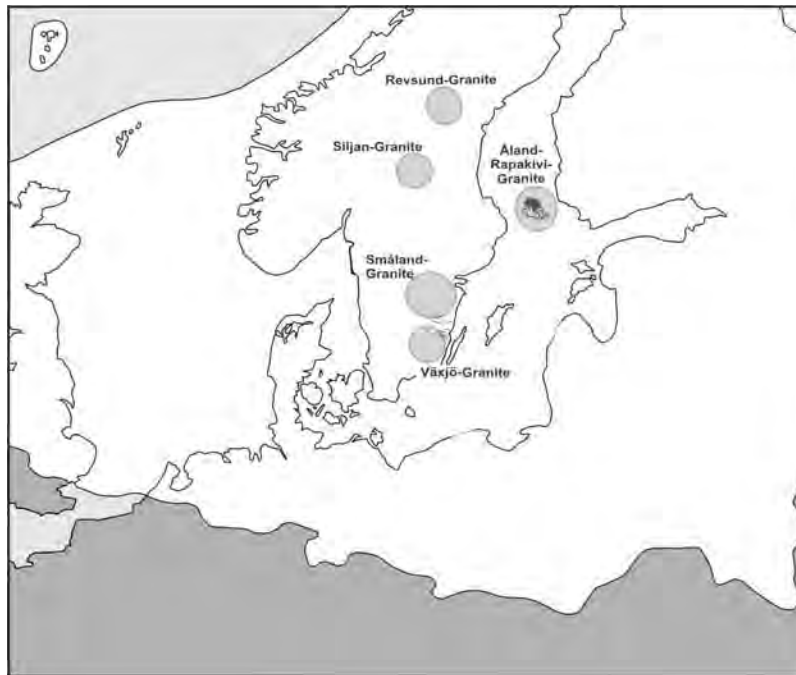 Revsund-Granite
Siljan-Granite
Åland-
Rapakivi-
Granite
Småland-
Granite
Växjö-Granite